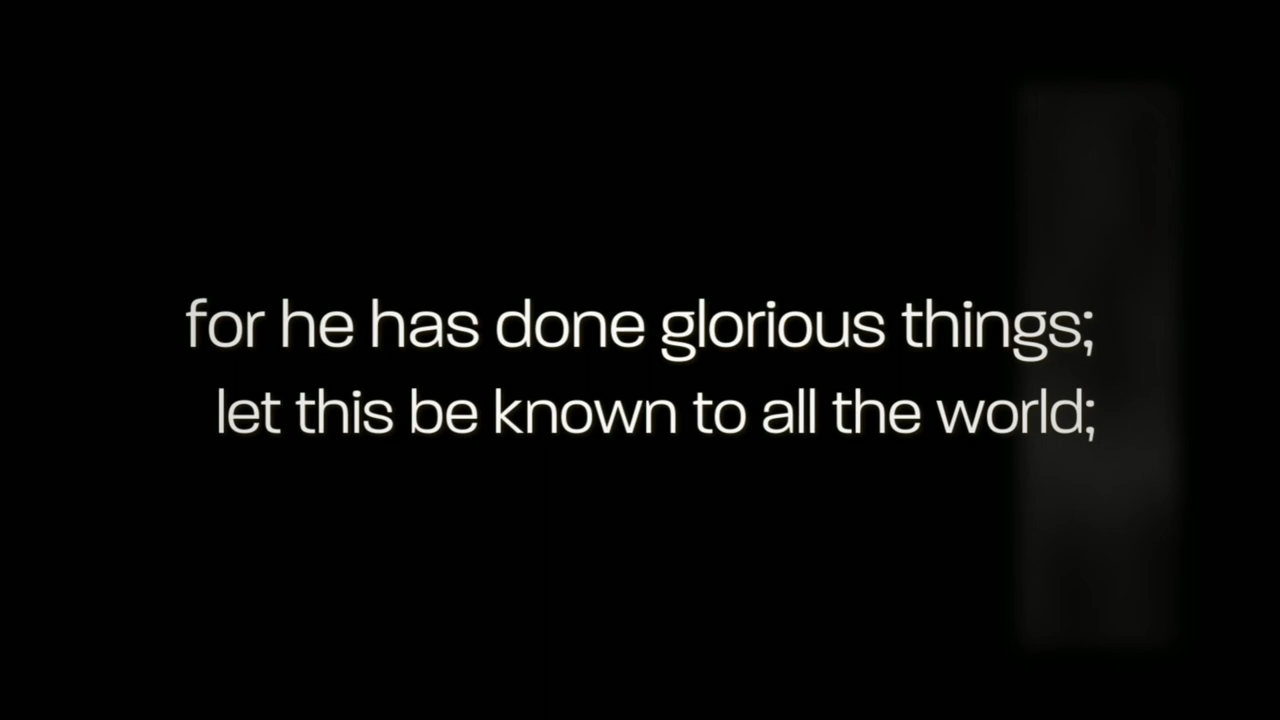 for he has done glorious things;
let this be known to all the world;